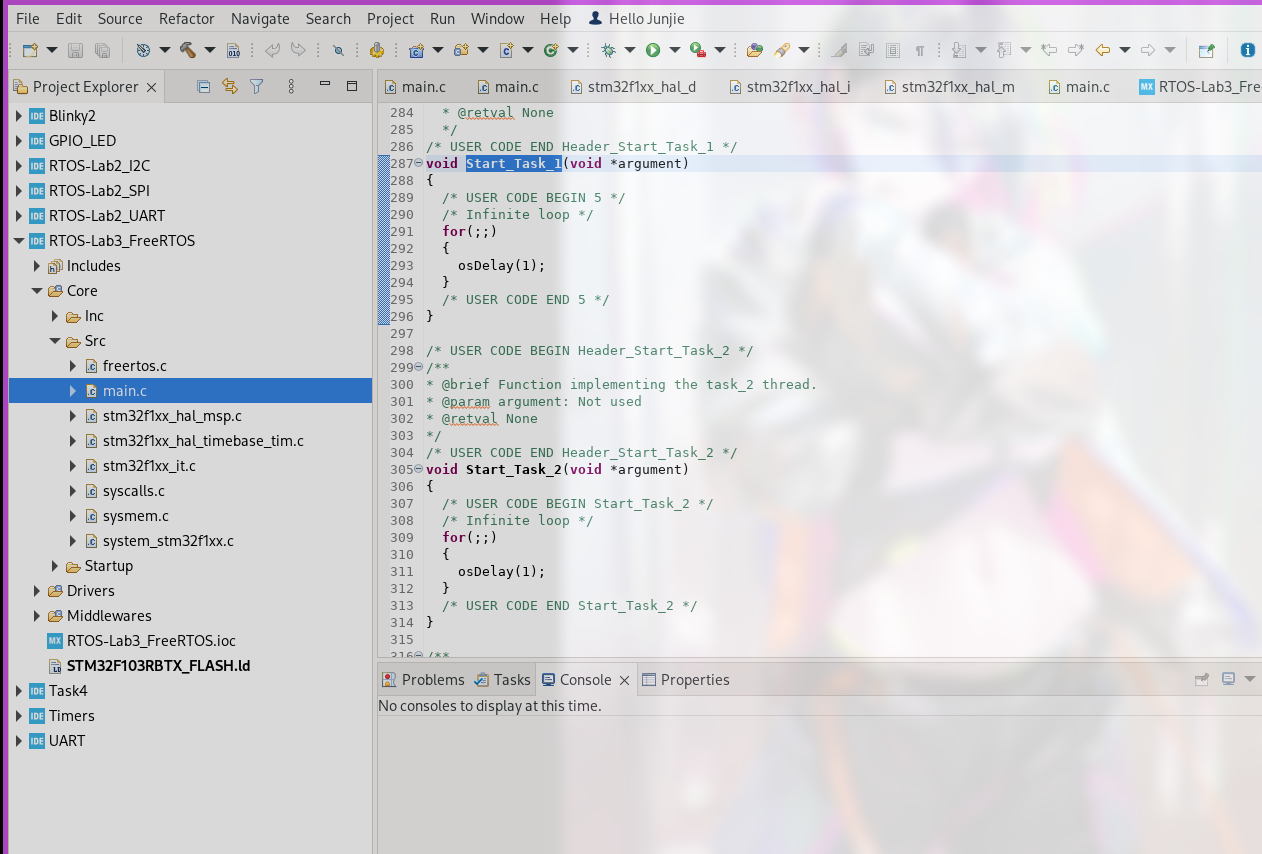 File Edit Source Refactor Navigate Search Project Run Window Help Hello Junjie
Project Explorer
Blinky2
GPIO_LED
RTOS-Lab2_I2C
RTOS-Lab2_SPI
RTOS-Lab2_UART
RTOS-Lab3_FreeRTOS
Includes
Core
Inc
Src
freertos.c
main.c
stm32f1xx_hal_msp.c
stm32f1xx_hal_timebase_tim.c
stm32f1xx_it.c
syscalls.c
sysmem.c
system_stm32f1xx.c
Startup
Drivers
Middlewares
RTOS-Lab3_FreeRTOS.ioc
STM32F103RBTX_FLASH.ld
Task4
Timers
UART
main.c main.c stm32f1xx_hal_d stm32f1xx_hal_i stm32f1xx_hal_m main.c RTOS-Lab3_Fre
284 * @retval None
285 */
286 /* USER CODE END Header_Start_Task_1 */
287 void Start_Task_1(void *argument)
288 {
289 /* USER CODE BEGIN 5 */
290 /* Infinite loop */
291 for(;;)
292 {
293 osDelay(1);
294 }
295 /* USER CODE END 5 */
296 }
297
298 /* USER CODE BEGIN Header_Start_Task_2 */
299 /**
300 * @brief Function implementing the task_2 thread.
301 * @param argument: Not used
302 * @retval None
303 */
304 /* USER CODE END Header_Start_Task_2 */
305 void Start_Task_2(void *argument)
306 {
307 /* USER CODE BEGIN Start_Task_2 */
308 /* Infinite loop */
309 for(;;)
310 {
311 osDelay(1);
312 }
313 /* USER CODE END Start_Task_2 */
314 }
315
316 /**
Problems Tasks Console Properties
No consoles to display at this time.